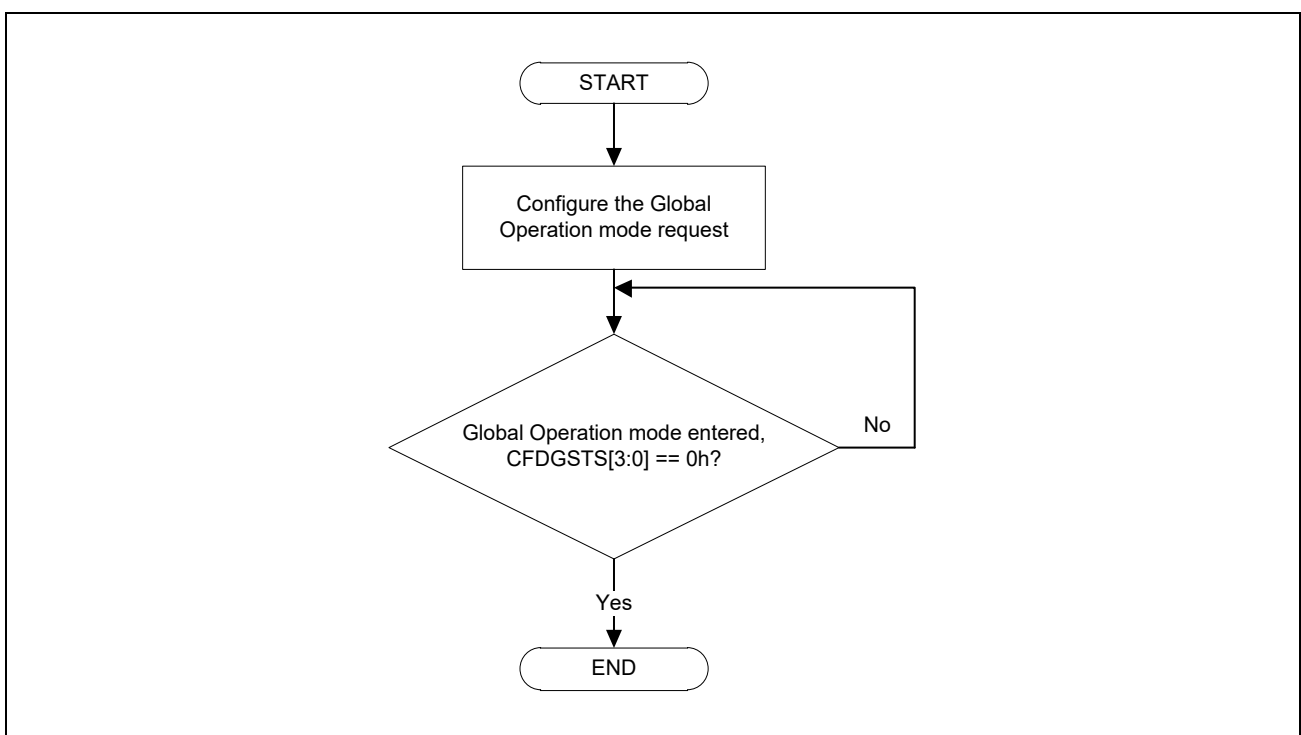 START
Configure the Global
Operation mode request
Global Operation mode entered,
CFDGSTS[3:0] == 0h?
No
Yes
END